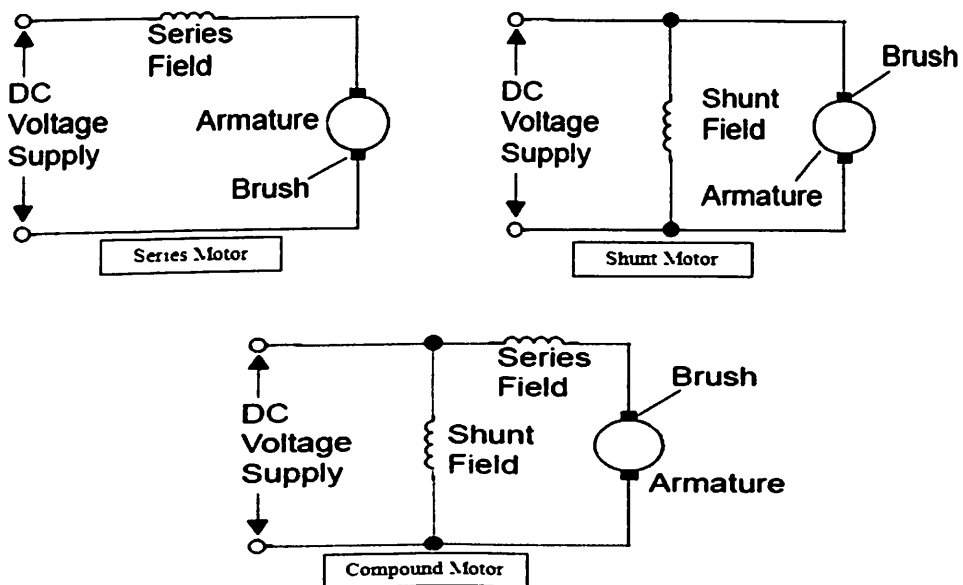 Series
Field
DC
Voltage
Supply
Armature
Brush
Series Motor
DC
Voltage
Supply
Shunt
Field
Brush
Armature
Shunt Motor
DC
Voltage
Supply
Series
Field
Shunt
Field
Brush
Armature
Compound Motor